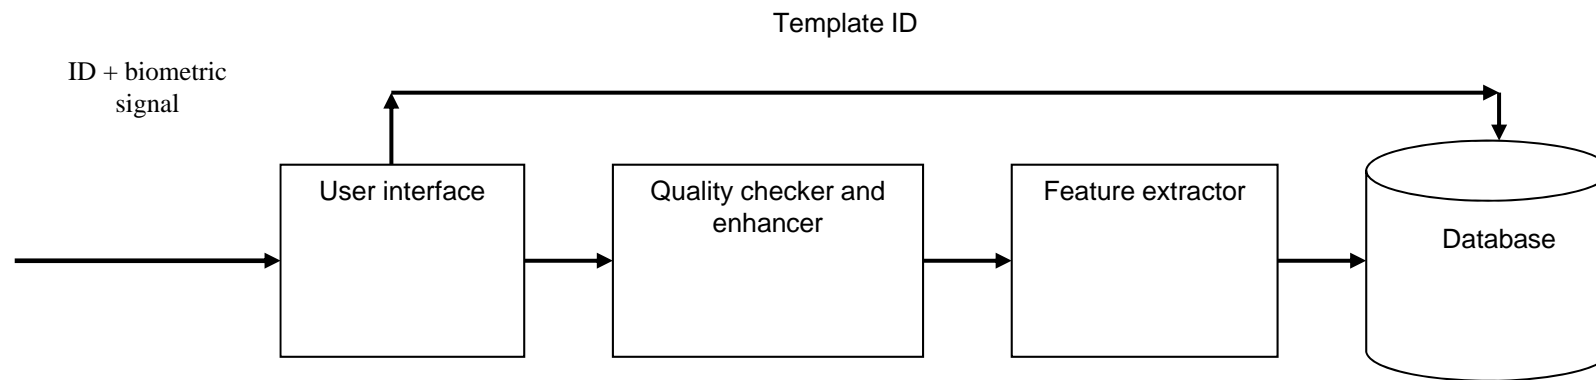 Template ID
ID + biometric
signal
User interface
Quality checker and
enhancer
Feature extractor
Database